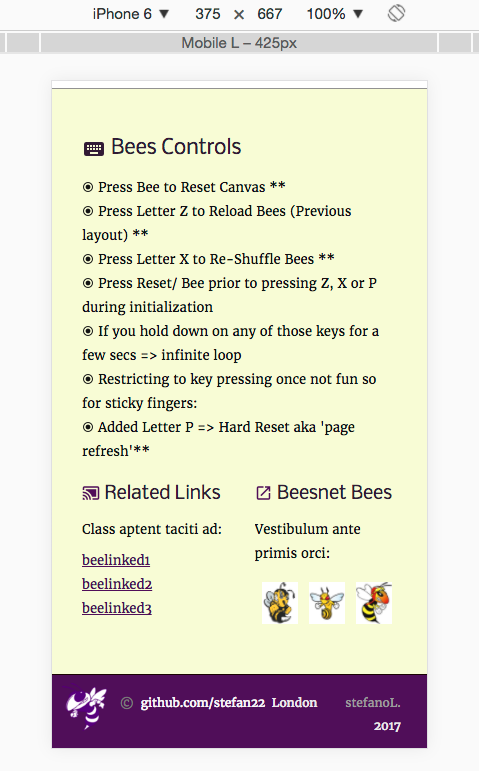 iPhone 6 ▼ 375 × 667 100% ▼
Mobile L – 425px
Bees Controls
◉ Press Bee to Reset Canvas **
◉ Press Letter Z to Reload Bees (Previous
layout) **
◉ Press Letter X to Re-Shuffle Bees **
◉ Press Reset/ Bee prior to pressing Z, X or P
during initialization
◉ If you hold down on any of those keys for a
few secs => infinite loop
◉ Restricting to key pressing once not fun so
for sticky fingers:
◉ Added Letter P => Hard Reset aka 'page
refresh'**
Related Links
Class aptent taciti ad:
beelinked1
beelinked2
beelinked3
Beesnet Bees
Vestibulum ante
primis orci:
© github.com/stefan22 London stefanoL.
2017